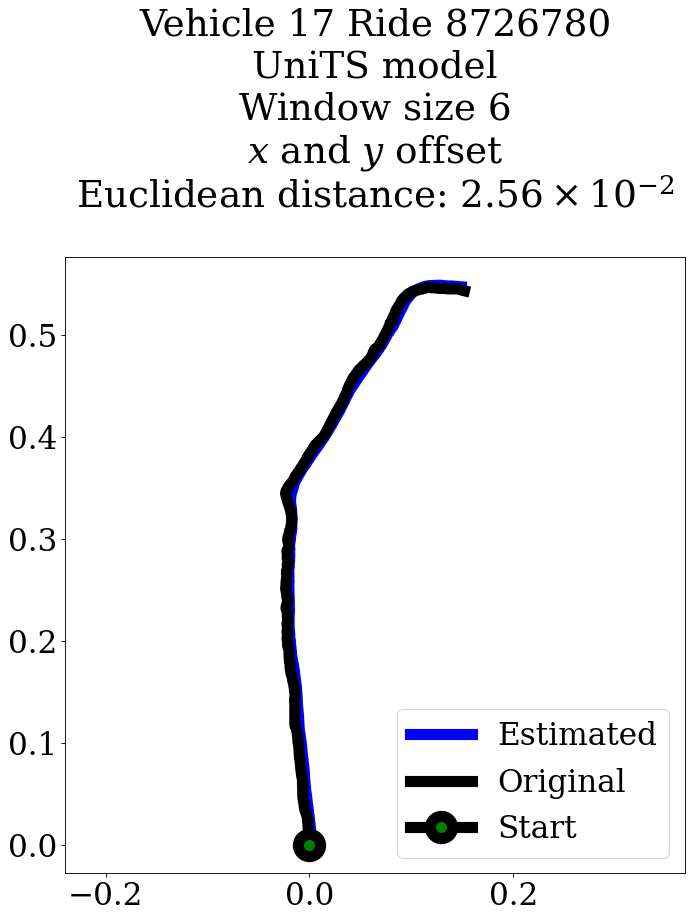 Vehicle 17 Ride 8726780
UniTS model
Window size 6
x and y offset
Euclidean distance: 2.56 × 10⁻²
0.5
0.4
0.3
0.2
0.1
0.0
−0.2
0.0
0.2
Estimated
Original
Start